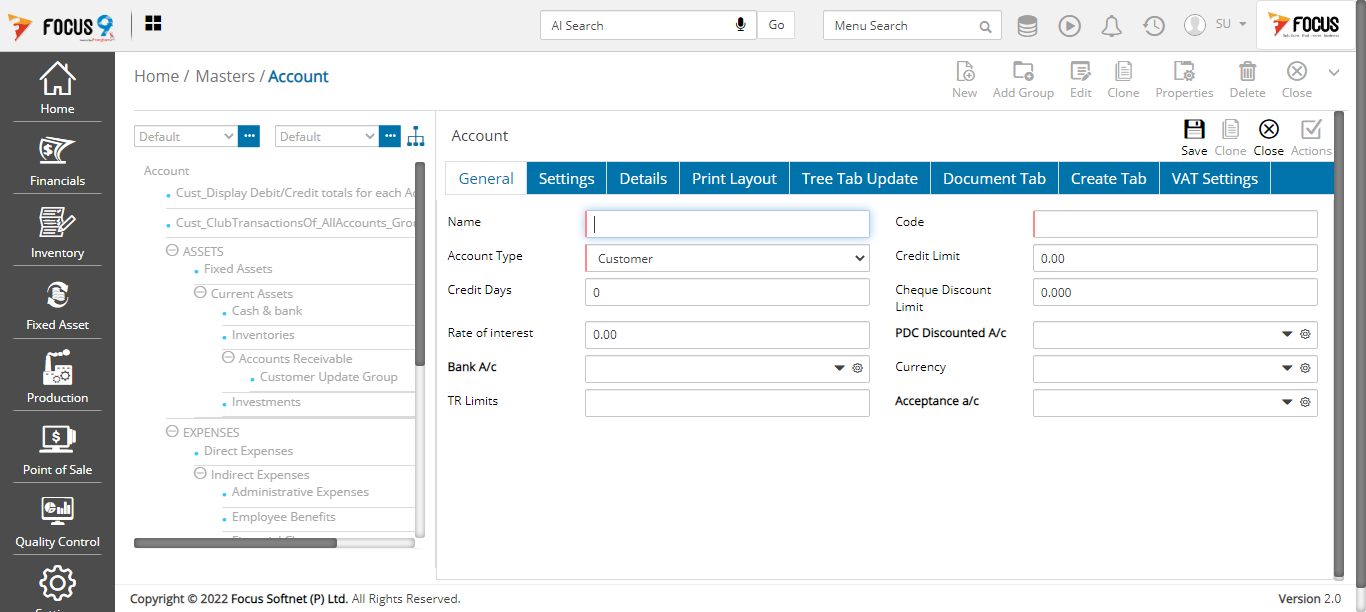 FOCUS 9
AI Search
Go
Menu Search
SU
FOCUS
Home / Masters / Account
New
Add Group
Edit
Clone
Properties
Delete
Close
Home
Financials
Inventory
Fixed Asset
Production
Point of Sale
Quality Control
Default
Default
Account
Cust_Display Debit/Credit totals for each Ac
Cust_ClubTransactionsOf_AllAccounts_Grou
ASSETS
Fixed Assets
Current Assets
Cash & bank
Inventories
Accounts Receivable
Customer Update Group
Investments
EXPENSES
Direct Expenses
Indirect Expenses
Administrative Expenses
Employee Benefits
Account
Save
Clone
Close
Actions
General
Settings
Details
Print Layout
Tree Tab Update
Document Tab
Create Tab
VAT Settings
Name
Code
Account Type
Customer
Credit Limit
0.00
Credit Days
0
Cheque Discount
Limit
0.000
Rate of interest
0.00
PDC Discounted A/c
Bank A/c
Currency
TR Limits
Acceptance a/c
Copyright © 2022 Focus Softnet (P) Ltd. All Rights Reserved.
Version 2.0